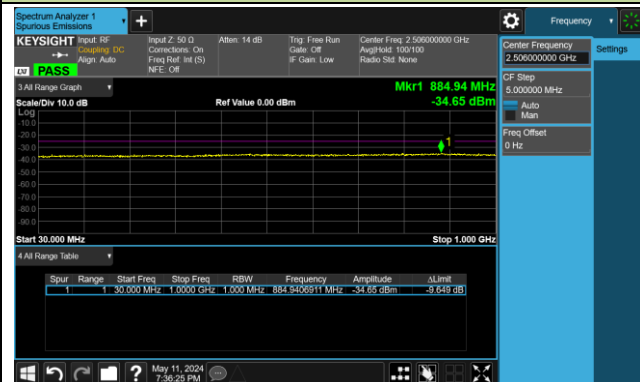 Spectrum Analyzer 1
Spurious Emissions
+
Frequency
KEYSIGHT
Input: RF
Coupling: DC
Align: Auto
Input Z: 50 Ω
Corrections: On
Freq Ref: Int (S)
NFE: Off
Atten: 14 dB
Trig: Free Run
Gate: Off
IF Gain: Low
Center Freq: 2.506000000 GHz
Avg|Hold: 100/100
Radio Std: None
LXI PASS
Center Frequency
2.506000000 GHz
Settings
CF Step
5.000000 MHz
Auto
Man
Freq Offset
0 Hz
3 All Range Graph
Mkr1 884.94 MHz
Scale/Div 10.0 dB
Ref Value 0.00 dBm
-34.65 dBm
Log
-10.0
-20.0
-30.0
-40.0
-50.0
-60.0
-70.0
-80.0
-90.0
1
Start 30.000 MHz
Stop 1.000 GHz
4 All Range Table
Spur Range Start Freq Stop Freq RBW Frequency Amplitude ΔLimit
1 1 30.000 MHz 1.0000 GHz 1.000 MHz 884.9406911 MHz -34.65 dBm -9.649 dB
?
May 11, 2024
7:36:25 PM